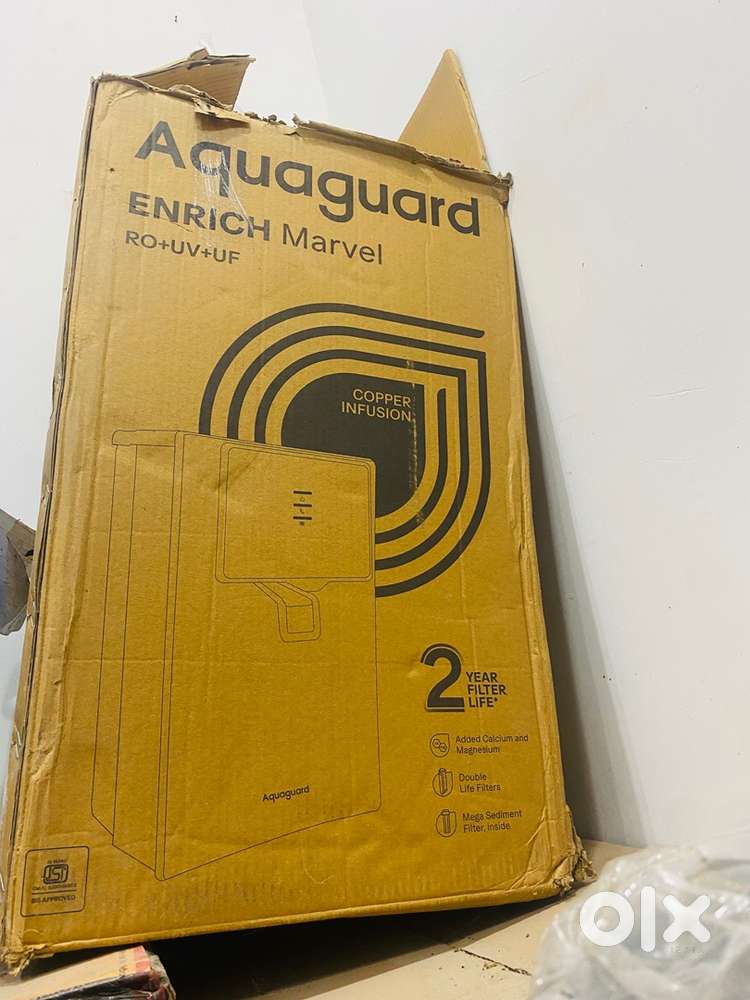 Aquaguard
ENRICH Marvel
RO+UV+UF
COPPER
INFUSION
2 YEAR
FILTER
LIFE*
Added Calcium and
Magnesium
Double
Life Filters
Mega Sediment
Filter, inside
Aquaguard
ISI
BIS APPROVED
olx